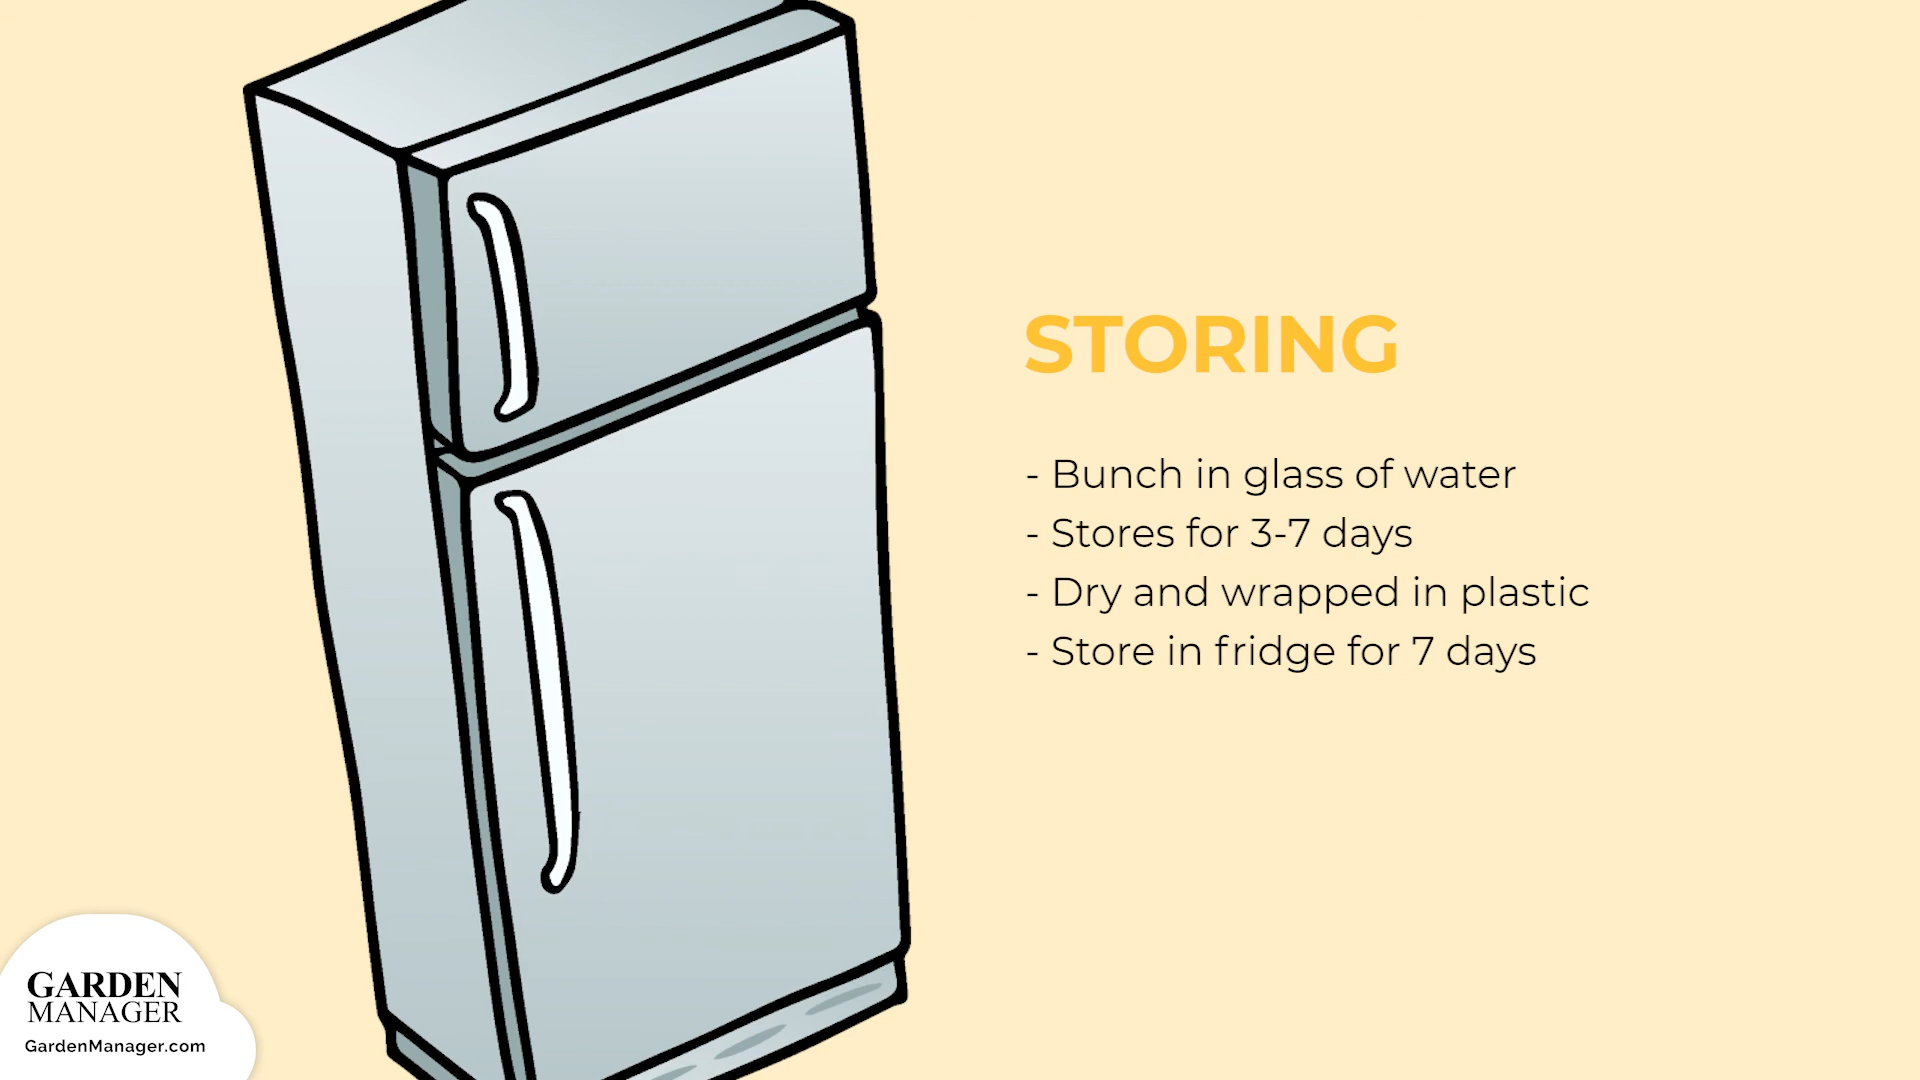 STORING
- Bunch in glass of water
- Stores for 3-7 days
- Dry and wrapped in plastic
- Store in fridge for 7 days
GARDEN
MANAGER
GardenManager.com